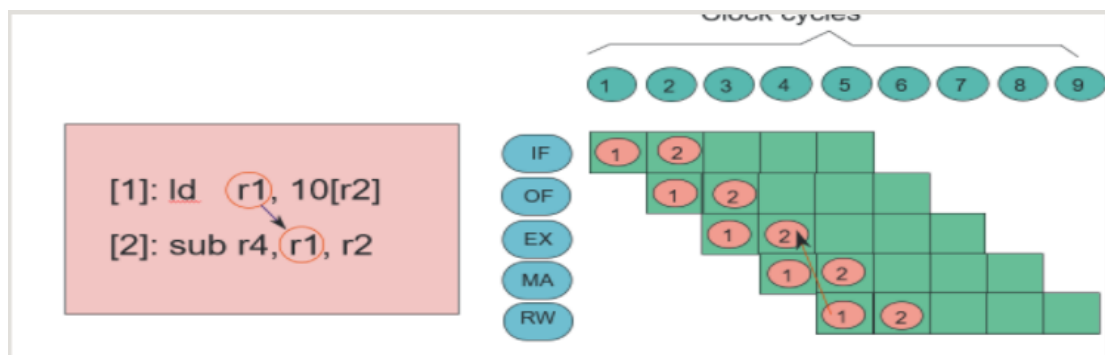 Clock cycles
1 2 3 4 5 6 7 8 9
[1]: ld r1, 10[r2]
[2]: sub r4, r1, r2
IF 1 2
OF 1 2
EX 1 2
MA 1 2
RW 1 2